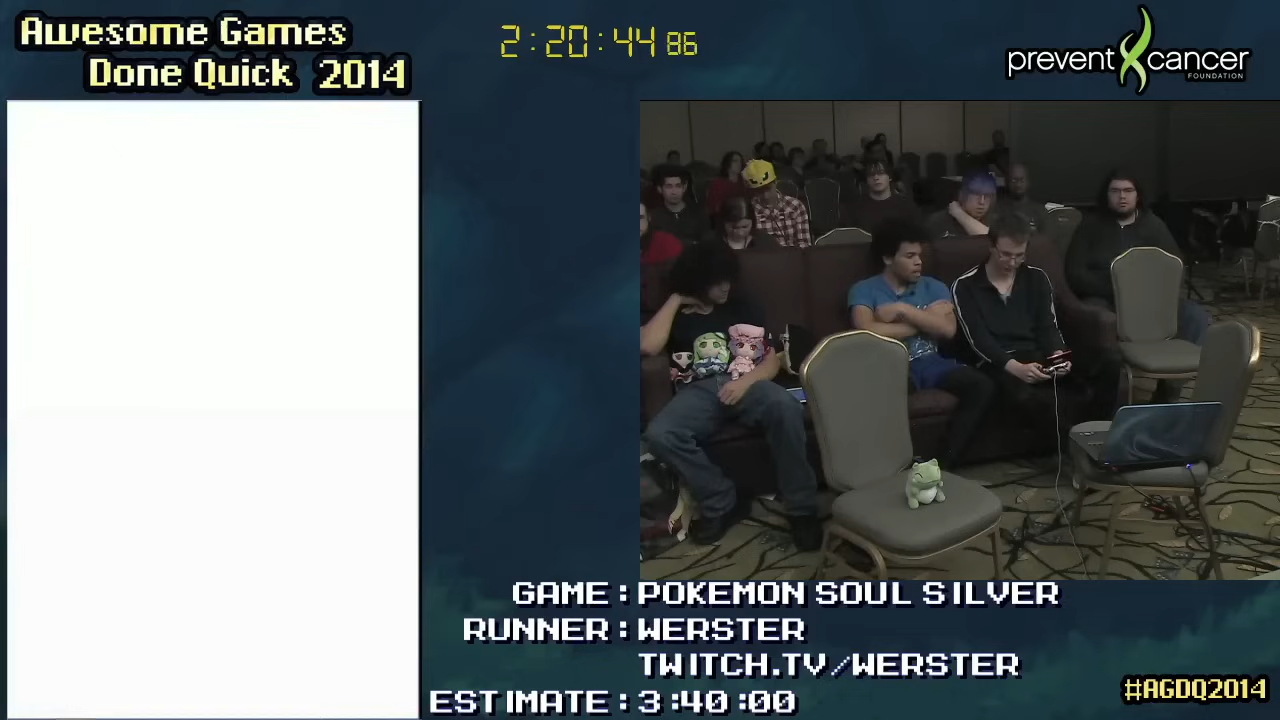 Awesome Games
Done Quick 2014
2:20:44 86
prevent cancer
FOUNDATION
GAME : POKEMON SOUL SILVER
RUNNER : WERSTER
TWITCH.TV/WERSTER
ESTIMATE : 3:40:00
#AGDQ2014